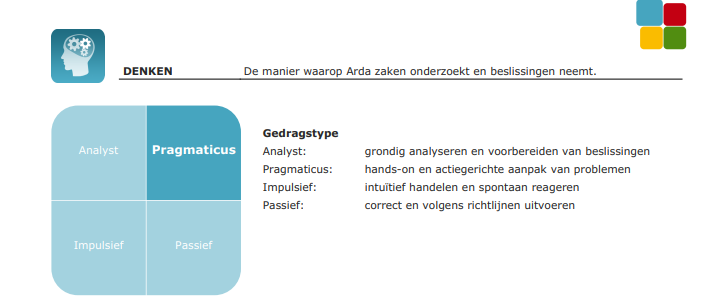 DENKEN De manier waarop Arda zaken onderzoekt en beslissingen neemt.
Analyst Pragmaticus
Impulsief Passief
Gedragstype
Analyst: grondig analyseren en voorbereiden van beslissingen
Pragmaticus: hands-on en actiegerichte aanpak van problemen
Impulsief: intuïtief handelen en spontaan reageren
Passief: correct en volgens richtlijnen uitvoeren